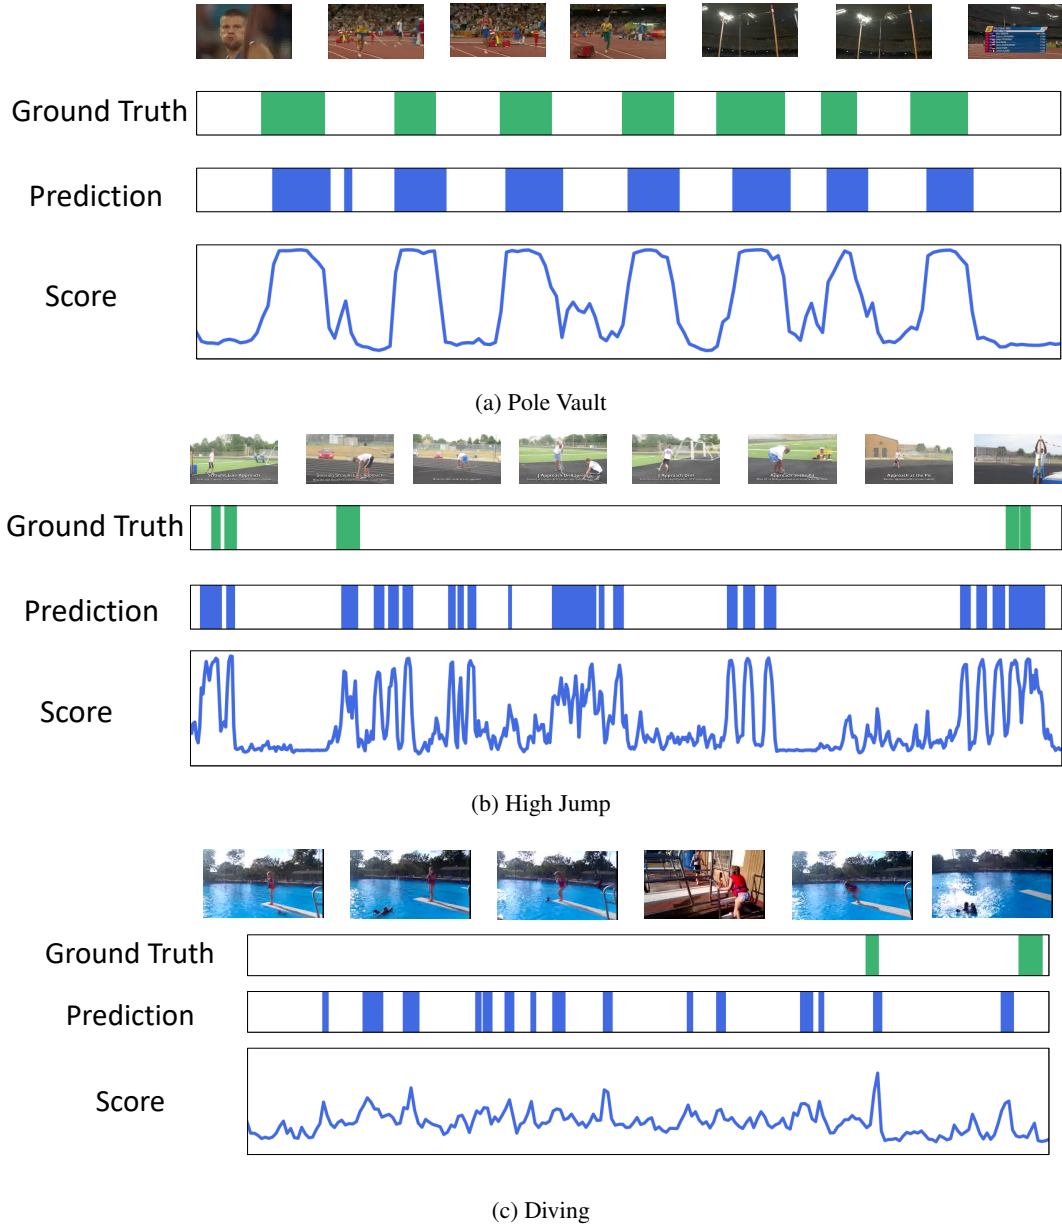 Ground Truth
Prediction
Score
(a) Pole Vault
Ground Truth
Prediction
Score
(b) High Jump
Ground Truth
Prediction
Score
(c) Diving